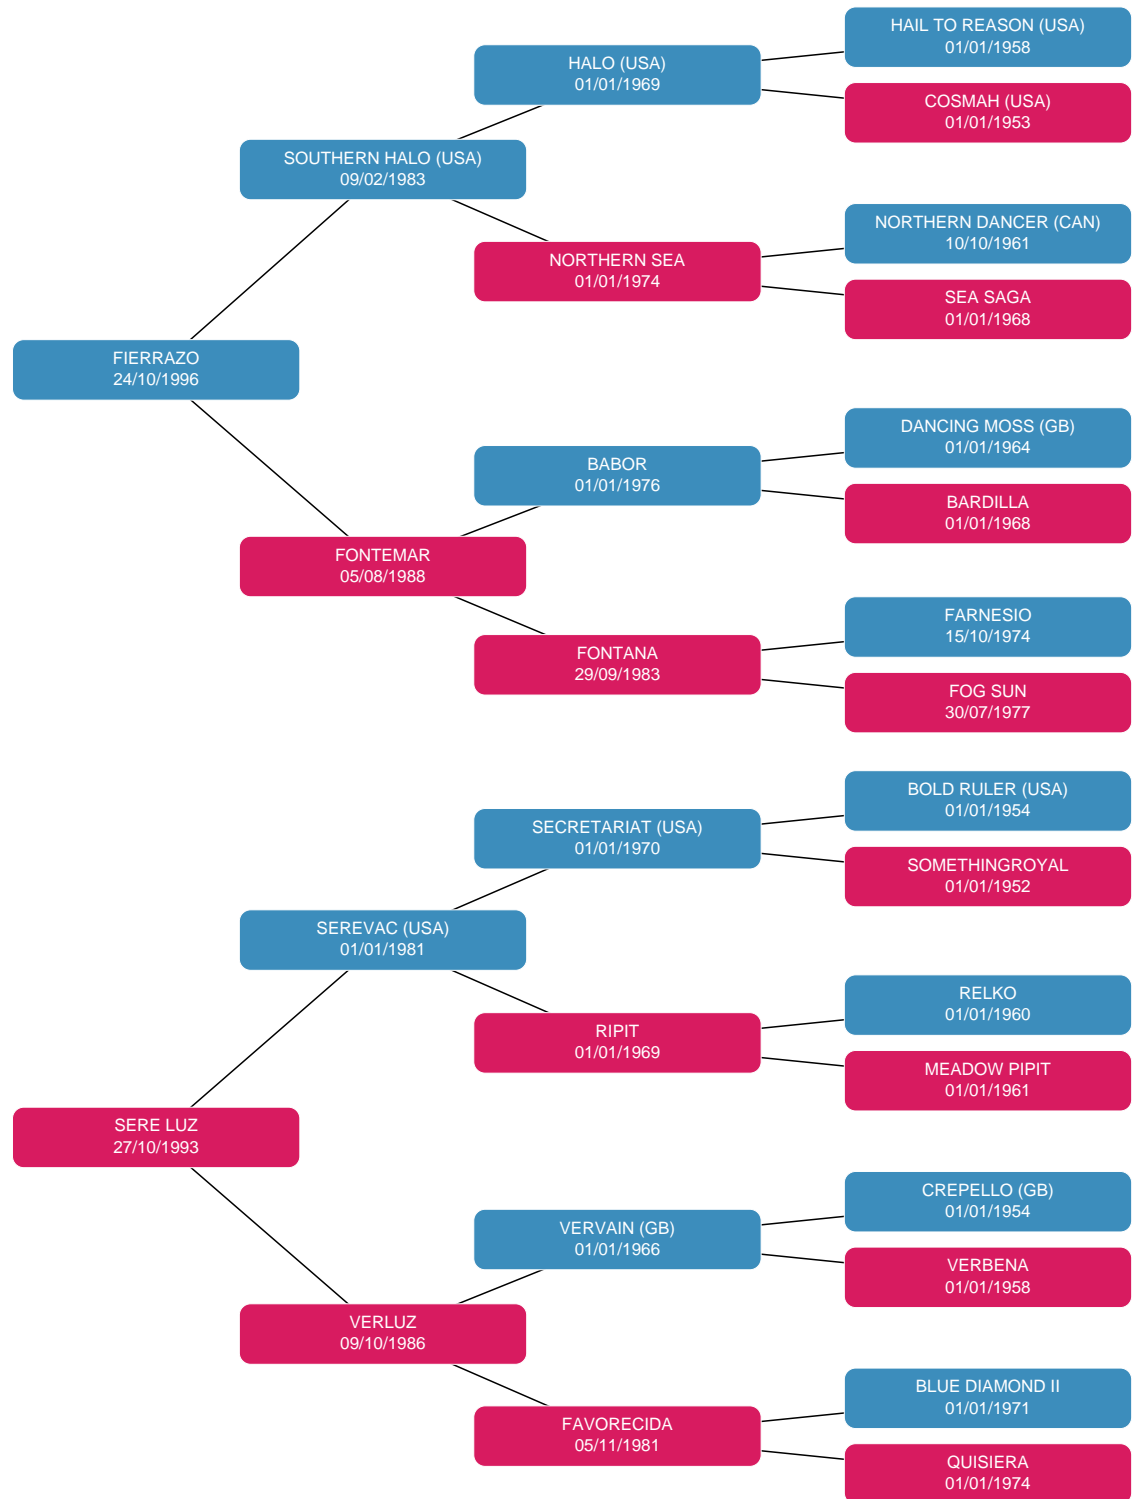 HAIL TO REASON (USA)
01/01/1958
HALO (USA)
01/01/1969
COSMAH (USA)
01/01/1953
SOUTHERN HALO (USA)
09/02/1983
NORTHERN DANCER (CAN)
10/10/1961
NORTHERN SEA
01/01/1974
SEA SAGA
01/01/1968
FIERRAZO
24/10/1996
DANCING MOSS (GB)
01/01/1964
BABOR
01/01/1976
BARDILLA
01/01/1968
FONTEMAR
05/08/1988
FARNESIO
15/10/1974
FONTANA
29/09/1983
FOG SUN
30/07/1977
BOLD RULER (USA)
01/01/1954
SECRETARIAT (USA)
01/01/1970
SOMETHINGROYAL
01/01/1952
SEREVAC (USA)
01/01/1981
RELKO
01/01/1960
RIPIT
01/01/1969
MEADOW PIPIT
01/01/1961
SERE LUZ
27/10/1993
CREPELLO (GB)
01/01/1954
VERVAIN (GB)
01/01/1966
VERBENA
01/01/1958
VERLUZ
09/10/1986
BLUE DIAMOND II
01/01/1971
FAVORECIDA
05/11/1981
QUISIERA
01/01/1974